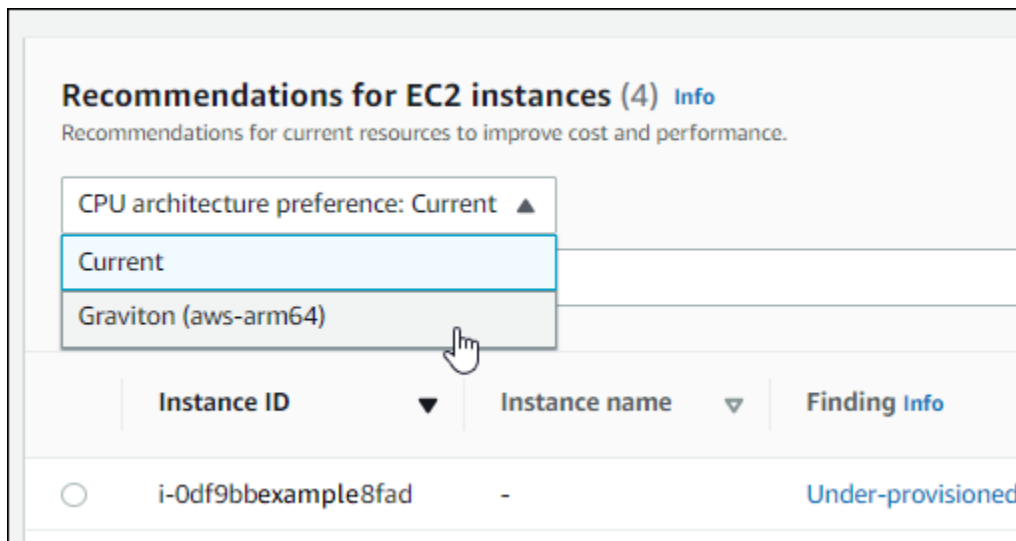 Recommendations for EC2 instances (4) Info
Recommendations for current resources to improve cost and performance.
CPU architecture preference: Current
Current
Graviton (aws-arm64)
Instance ID Instance name Finding Info
i-0df9bbexample8fad - Under-provisioned